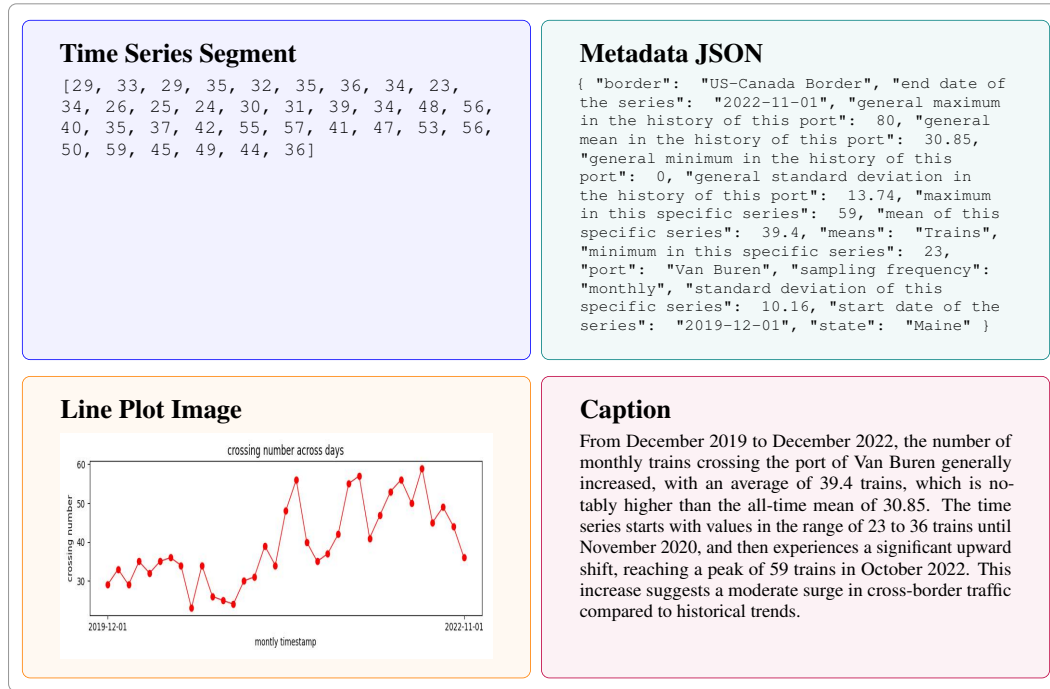 Time Series Segment
[29, 33, 29, 35, 32, 35, 36, 34, 23,
34, 26, 25, 24, 30, 31, 39, 34, 48, 56,
40, 35, 37, 42, 55, 57, 41, 47, 53, 56,
50, 59, 45, 49, 44, 36]
Metadata JSON
{ "border": "US-Canada Border", "end date of
the series": "2022-11-01", "general maximum
in the history of this port": 80, "general
mean in the history of this port": 30.85,
"general minimum in the history of this
port": 0, "general standard deviation in
the history of this port": 13.74, "maximum
in this specific series": 59, "mean of this
specific series": 39.4, "means": "Trains",
"minimum in this specific series": 23,
"port": "Van Buren", "sampling frequency":
"monthly", "standard deviation of this
specific series": 10.16, "start date of the
series": "2019-12-01", "state": "Maine" }
Line Plot Image
crossing number across days
60
50
40
30
crossing number
2019-12-01
2022-11-01
montly timestamp
Caption
From December 2019 to December 2022, the number of
monthly trains crossing the port of Van Buren generally
increased, with an average of 39.4 trains, which is no-
tably higher than the all-time mean of 30.85. The time
series starts with values in the range of 23 to 36 trains until
November 2020, and then experiences a significant upward
shift, reaching a peak of 59 trains in October 2022. This
increase suggests a moderate surge in cross-border traffic
compared to historical trends.